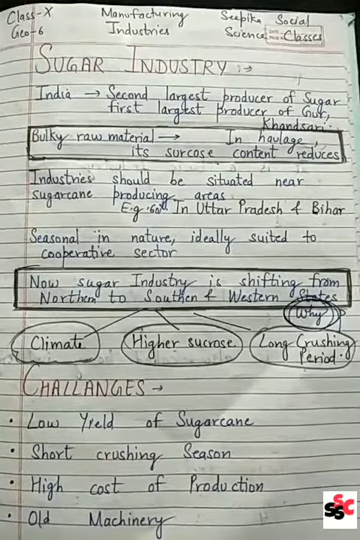 Class-X
Geo-6
Manufacturing
Industries
Deepika Social
Science Classes
SUGAR INDUSTRY :→
India → Second largest producer of Sugar
first largest producer of Gur,
Khandsari
Bulky raw material → In haulage,
its surcose content reduces
Industries should be situated near
sugarcane producing areas
E.g. 60% In Uttar Pradesh & Bihar
Seasonal in nature, ideally suited to
cooperative sector
Now sugar Industry is shifting from
Northern to Southen & Western States
Why
Climate
Higher sucrose
Long Crushing
Period
CHALLANGES →
• Low Yield of Sugarcane
• Short crushing Season
• High cost of Production
• Old Machinery
SSC